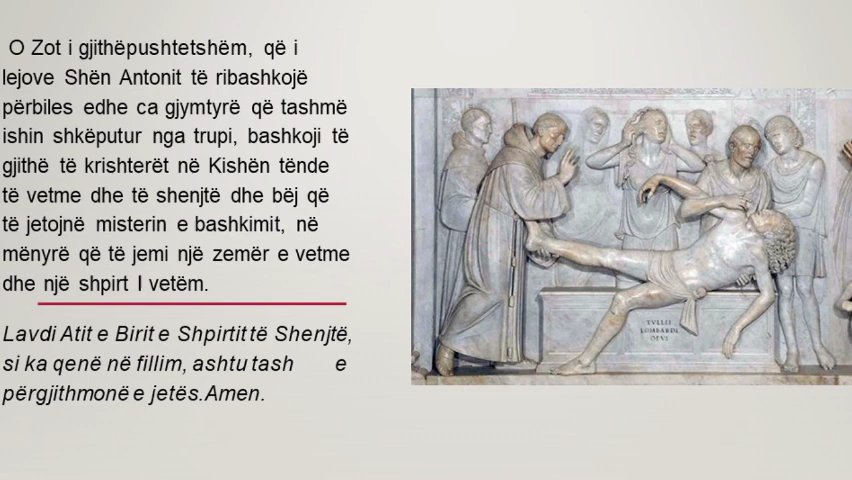 O Zot i gjithëpushtetshëm, që i
lejove Shën Antonit të ribashkojë
përbiles edhe ca gjymtyrë që tashmë
ishin shkëputur nga trupi, bashkoji të
gjithë të krishterët në Kishën tënde
të vetme dhe të shenjtë dhe bëj që
të jetojnë misterin e bashkimit, në
mënyrë që të jemi një zemër e vetme
dhe një shpirt I vetëm.
Lavdi Atit e Birit e Shpirtit të Shenjtë,
si ka qenë në fillim, ashtu tash e
përgjithmonë e jetës.Amen.
TVLLII
LOMBARDI
OPVS